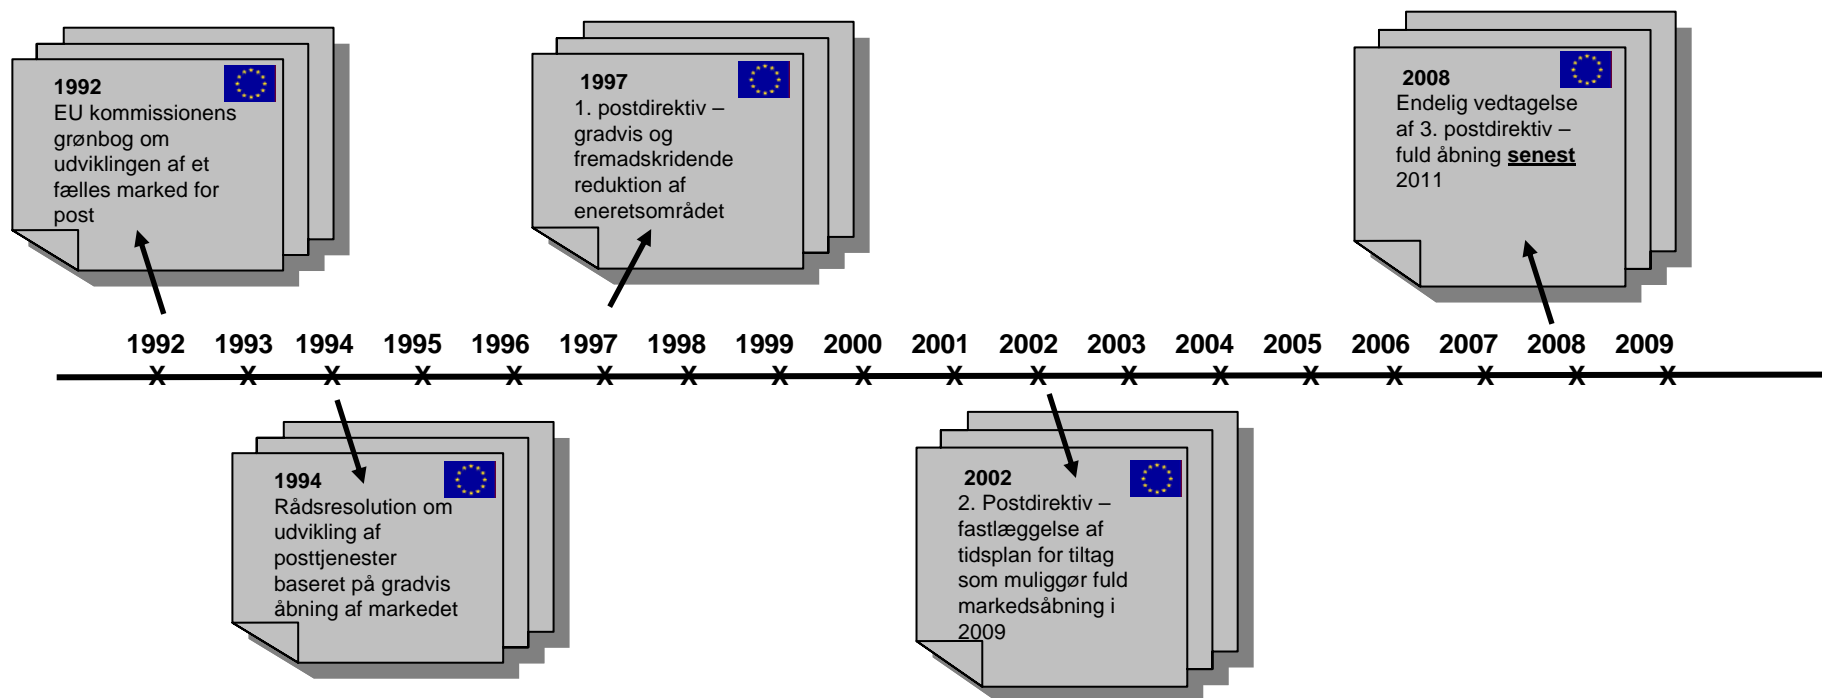 1992
EU kommissionens
grønbog om
udviklingen af et
fælles marked for
post
1997
1. postdirektiv –
gradvis og
fremadskridende
reduktion af
eneretsområdet
2008
Endelig vedtagelse
af 3. postdirektiv –
fuld åbning senest
2011
1992 1993 1994 1995 1996 1997 1998 1999 2000 2001 2002 2003 2004 2005 2006 2007 2008 2009
X X X X X X X X X X X X X X X X X X
1994
Rådsresolution om
udvikling af
posttjenester
baseret på gradvis
åbning af markedet
2002
2. Postdirektiv –
fastlæggelse af
tidsplan for tiltag
som muliggør fuld
markedsåbning i
2009